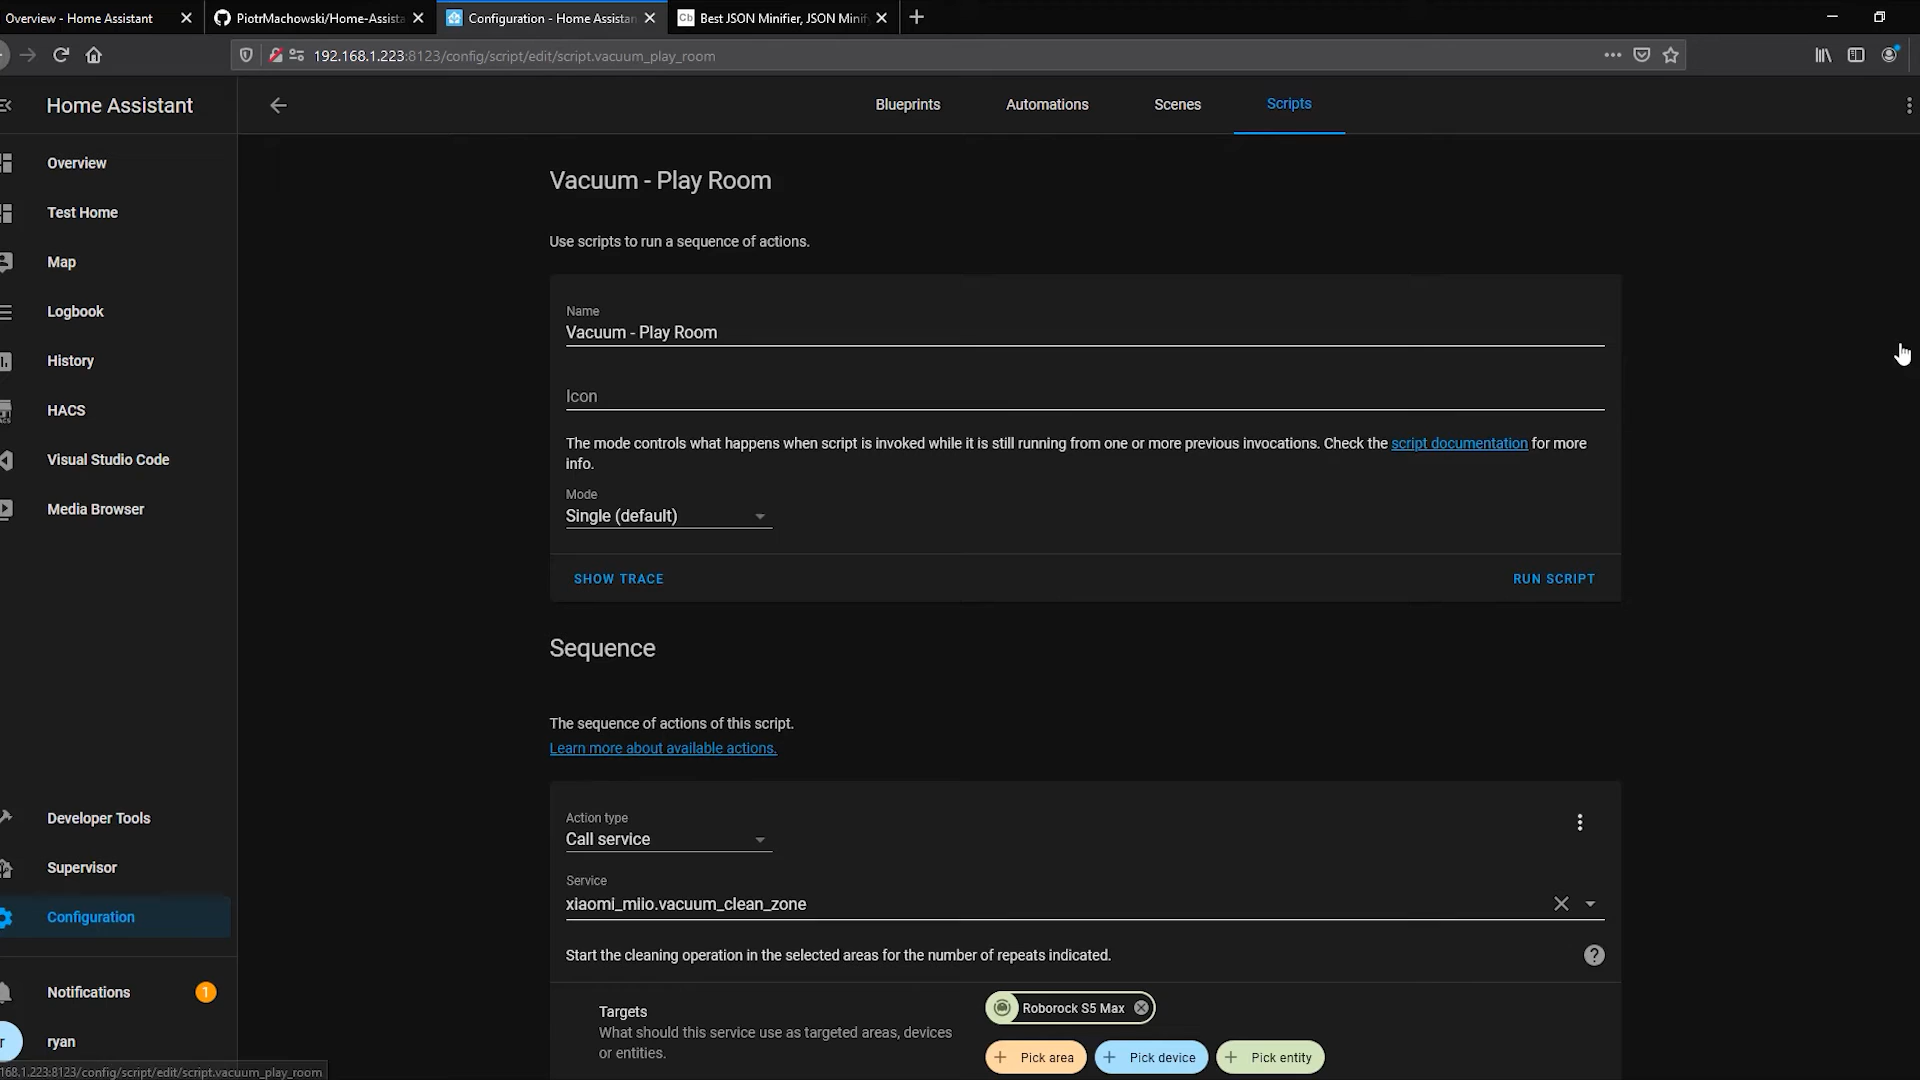 Overview - Home Assistant
PiotrMachowski/Home-Assista
Configuration - Home Assistan
Cb
Best JSON Minifier, JSON Minif
192.168.1.223:8123/config/script/edit/script.vacuum_play_room
Home Assistant
Blueprints
Automations
Scenes
Scripts
Overview
Test Home
Map
Logbook
History
HACS
Visual Studio Code
Media Browser
Developer Tools
Supervisor
Configuration
Notifications
1
r
ryan
168.1.223:8123/config/script/edit/script.vacuum_play_room
Vacuum - Play Room
Use scripts to run a sequence of actions.
Name
Vacuum - Play Room
Icon
The mode controls what happens when script is invoked while it is still running from one or more previous invocations. Check the script documentation for more
info.
Mode
Single (default)
SHOW TRACE
RUN SCRIPT
Sequence
The sequence of actions of this script.
Learn more about available actions.
Action type
Call service
Service
xiaomi_miio.vacuum_clean_zone
Start the cleaning operation in the selected areas for the number of repeats indicated.
Targets
What should this service use as targeted areas, devices
or entities.
Roborock S5 Max
Pick area
Pick device
Pick entity